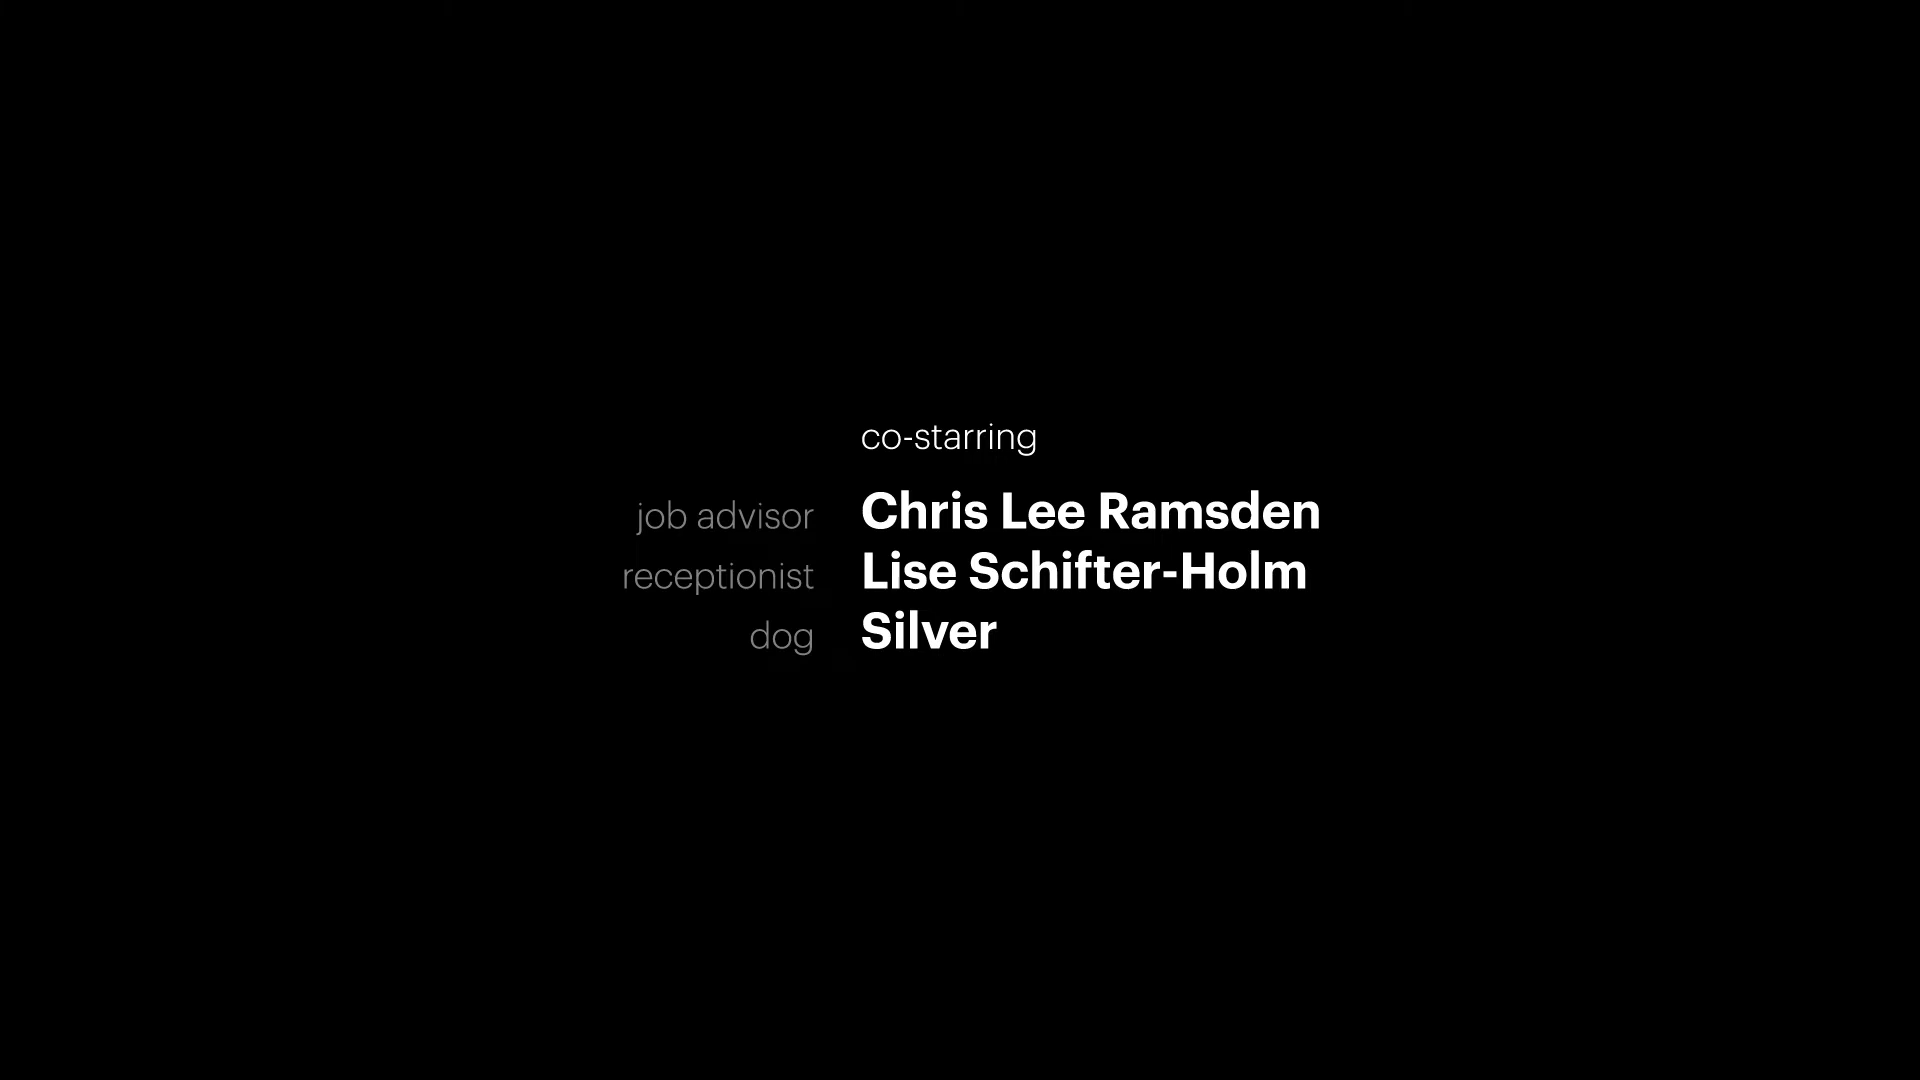 co-starring
job advisor Chris Lee Ramsden
receptionist Lise Schifter-Holm
dog Silver